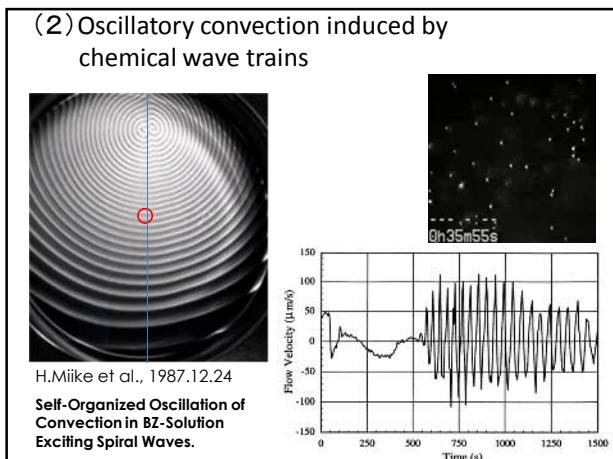 （２）Oscillatory convection induced by
chemical wave trains
0h35m55s
H.Miike et al., 1987.12.24
Self-Organized Oscillation of
Convection in BZ-Solution
Exciting Spiral Waves.
Flow Velocity (μm/s)
150
100
50
0
-50
-100
-150
0 250 500 750 1000 1250 1500
Time (s)